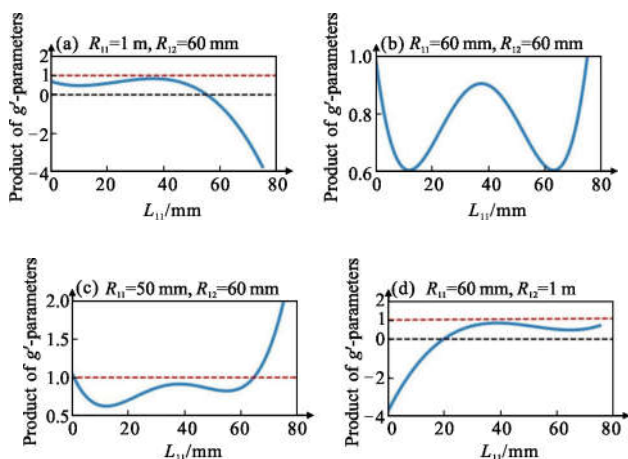 (a) R₁₁=1 m, R₁₂=60 mm
Product of g′-parameters
2
1
0
−2
−4
0 20 40 60 80
L₁₁/mm
(b) R₁₁=60 mm, R₁₂=60 mm
Product of g′-parameters
1.0
0.8
0.6
0 20 40 60 80
L₁₁/mm
(c) R₁₁=50 mm, R₁₂=60 mm
Product of g′-parameters
2.0
1.5
1.0
0.5
0 20 40 60 80
L₁₁/mm
(d) R₁₁=60 mm, R₁₂=1 m
Product of g′-parameters
2
1
0
−2
−4
0 20 40 60 80
L₁₁/mm